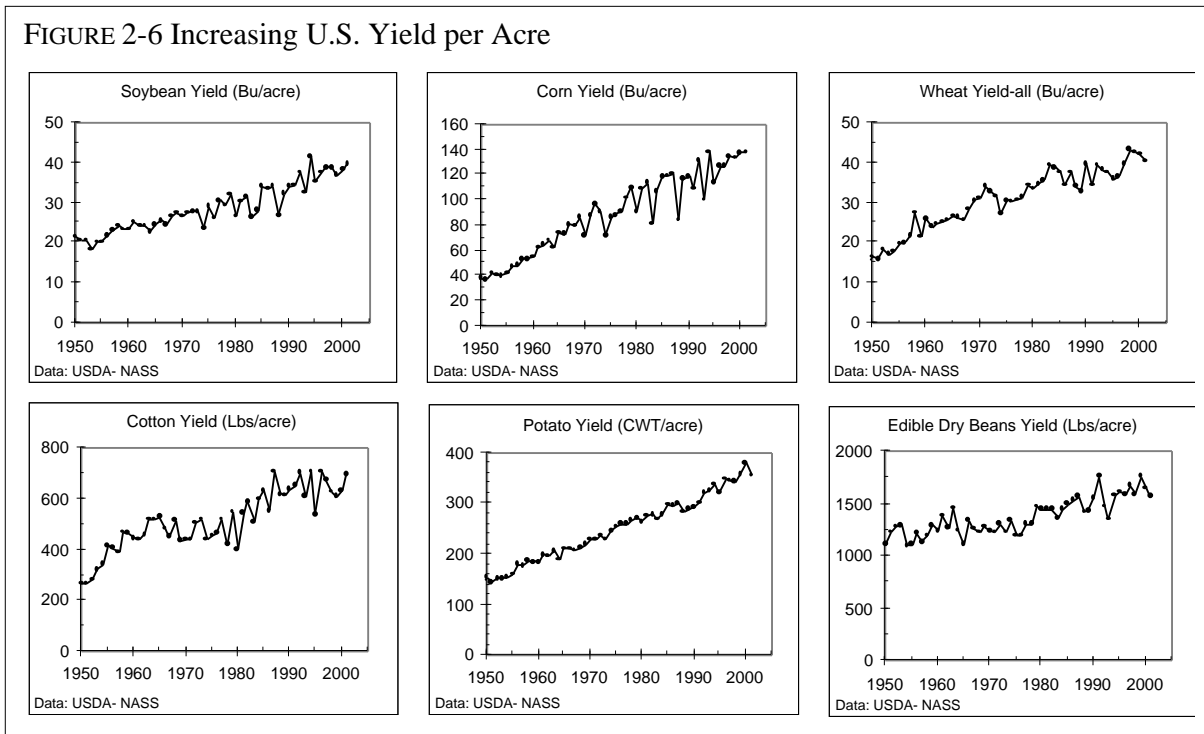 FIGURE 2-6 Increasing U.S. Yield per Acre
Soybean Yield (Bu/acre)
50
40
30
20
10
0
1950 1960 1970 1980 1990 2000
Data: USDA- NASS
Corn Yield (Bu/acre)
160
140
120
100
80
60
40
20
0
1950 1960 1970 1980 1990 2000
Data: USDA- NASS
Wheat Yield-all (Bu/acre)
50
40
30
20
10
0
1950 1960 1970 1980 1990 2000
Data: USDA- NASS
Cotton Yield (Lbs/acre)
800
600
400
200
0
1950 1960 1970 1980 1990 2000
Data: USDA- NASS
Potato Yield (CWT/acre)
400
300
200
100
0
1950 1960 1970 1980 1990 2000
Data: USDA- NASS
Edible Dry Beans Yield (Lbs/acre)
2000
1500
1000
500
0
1950 1960 1970 1980 1990 2000
Data: USDA- NASS